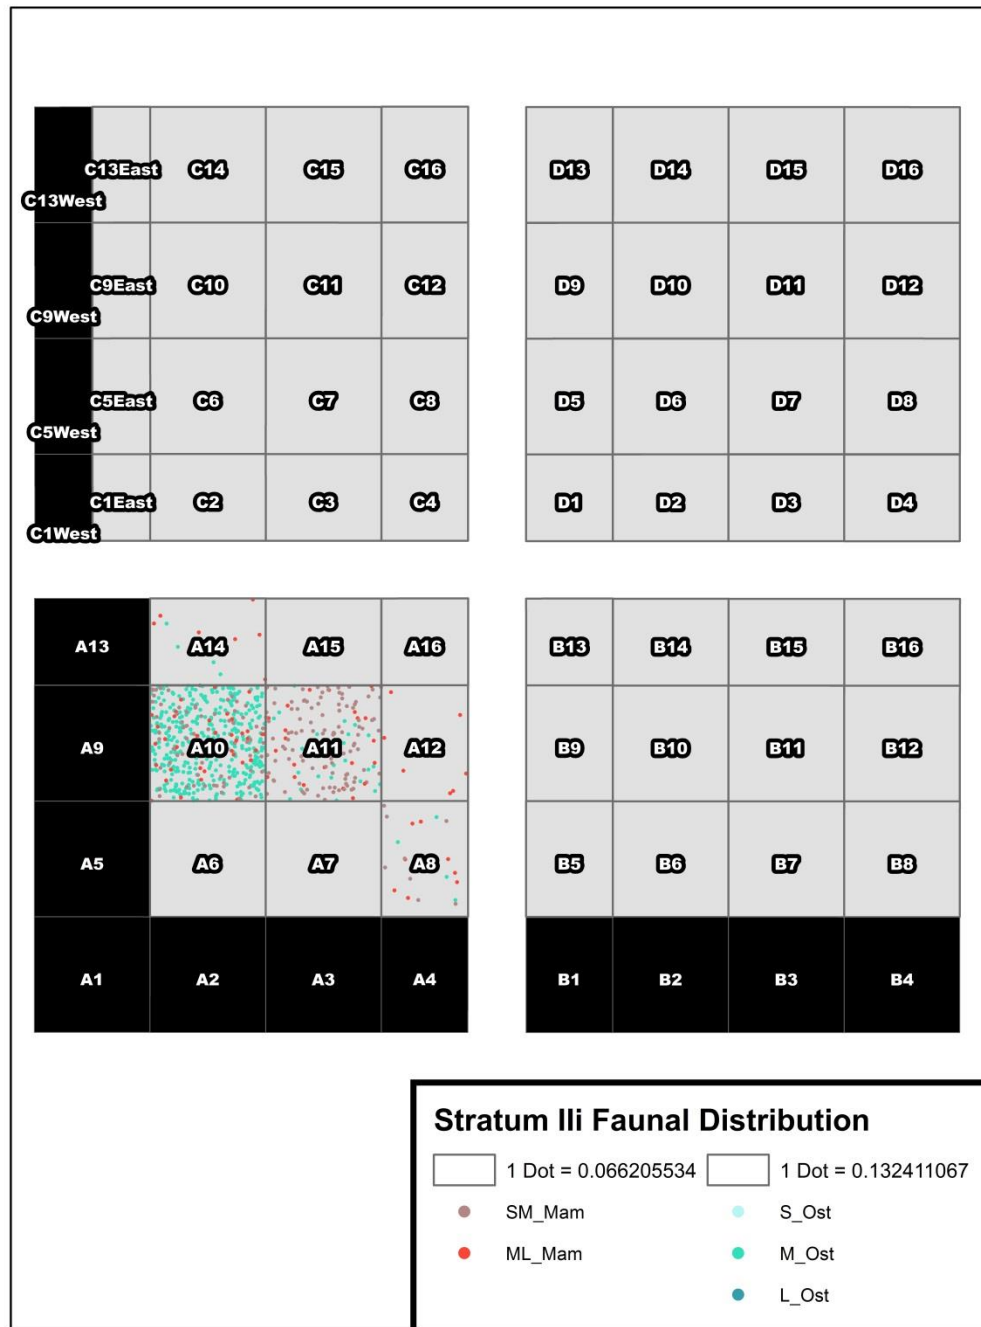 C13East C14 C15 C16 D13 D14 D15 D16
C13West
C9East C10 C11 C12 D9 D10 D11 D12
C9West
C5East C6 C7 C8 D5 D6 D7 D8
C5West
C1East C2 C3 C4 D1 D2 D3 D4
C1West
A13 A14 A15 A16 B13 B14 B15 B16
A9 A10 A11 A12 B9 B10 B11 B12
A5 A6 A7 A8 B5 B6 B7 B8
A1 A2 A3 A4 B1 B2 B3 B4
Stratum IIi Faunal Distribution
1 Dot = 0.066205534 1 Dot = 0.132411067
SM_Mam S_Ost
ML_Mam M_Ost
L_Ost